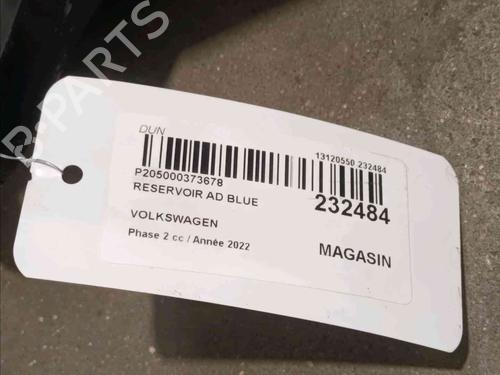 B-PARTS
DUN
13120550 232484
P205000373678
RESERVOIR AD BLUE
232484
VOLKSWAGEN
Phase 2 cc / Année 2022
MAGASIN